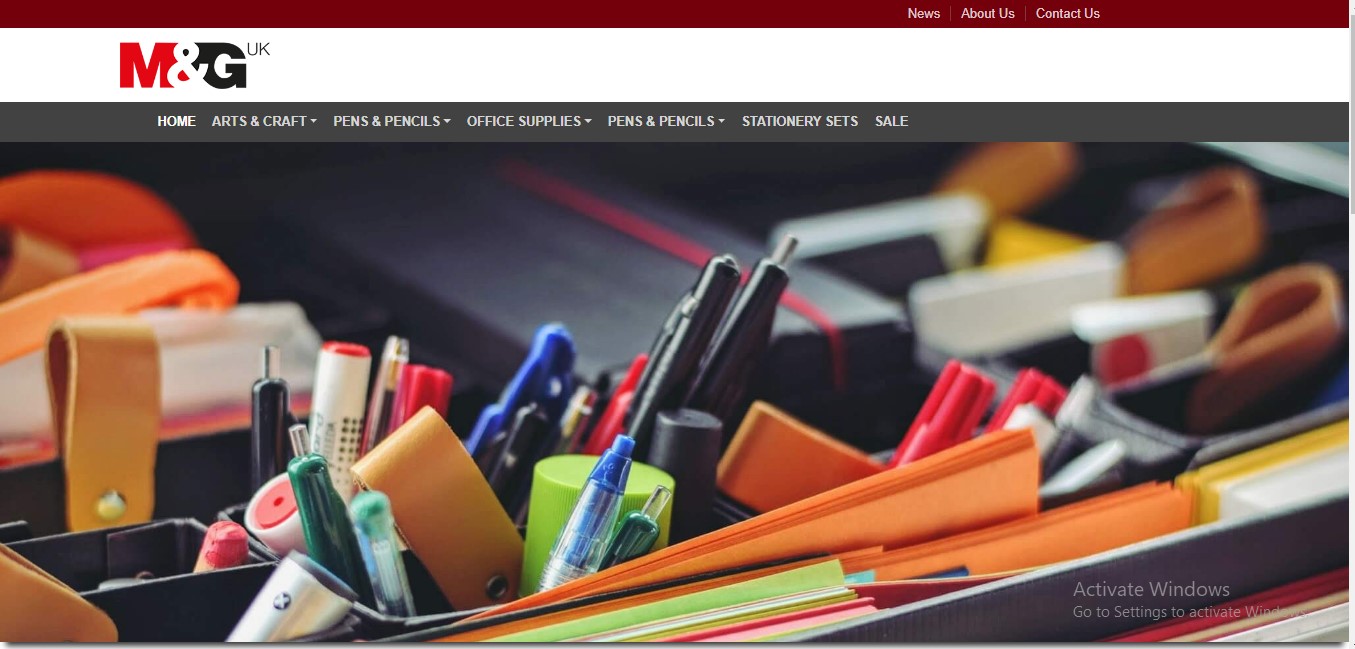 News About Us Contact Us
M&G UK
HOME ARTS & CRAFT PENS & PENCILS OFFICE SUPPLIES PENS & PENCILS STATIONERY SETS SALE
Activate Windows
Go to Settings to activate Windows.